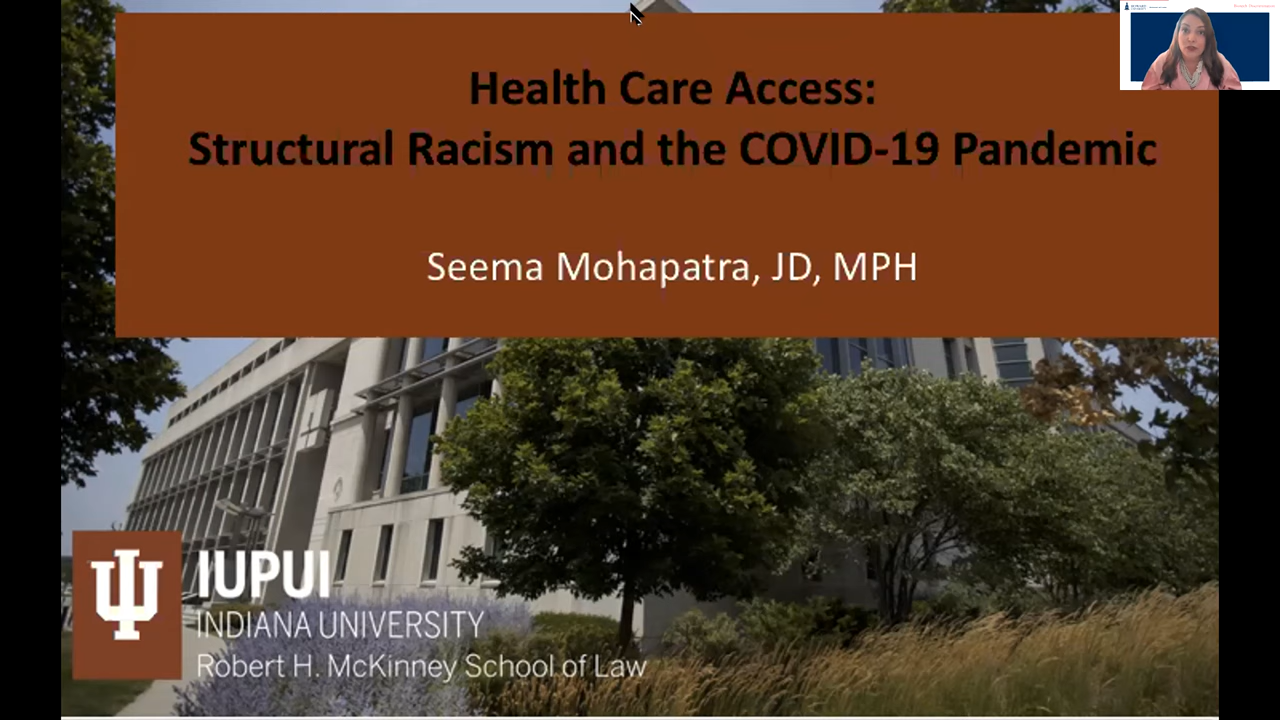 Health Care Access:
Structural Racism and the COVID-19 Pandemic
Seema Mohapatra, JD, MPH
IUPUI
INDIANA UNIVERSITY
Robert H. McKinney School of Law